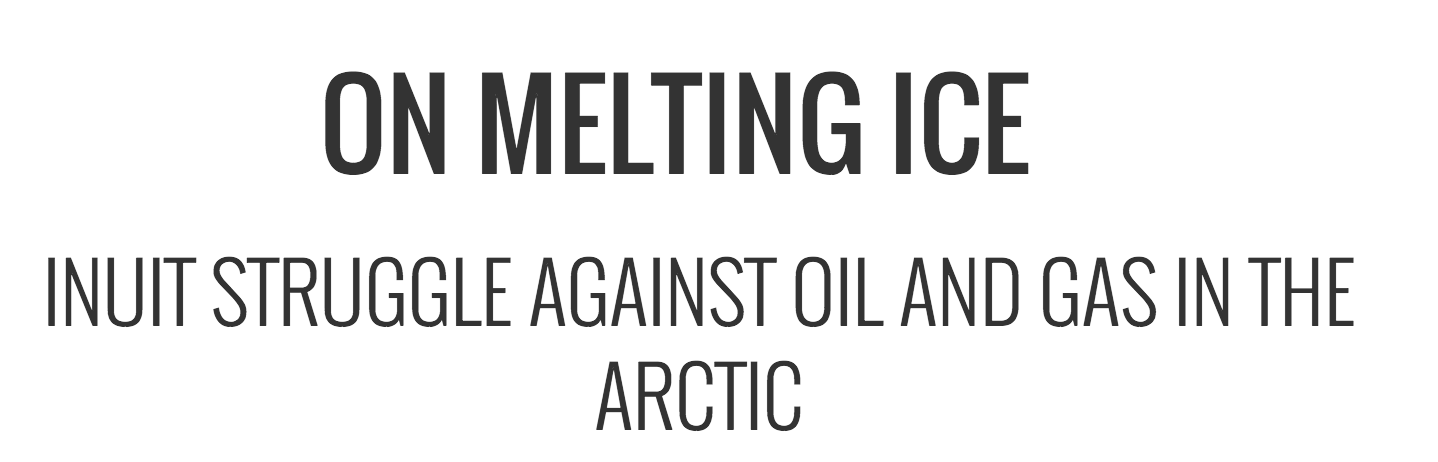 ON MELTING ICE
INUIT STRUGGLE AGAINST OIL AND GAS IN THE
ARCTIC